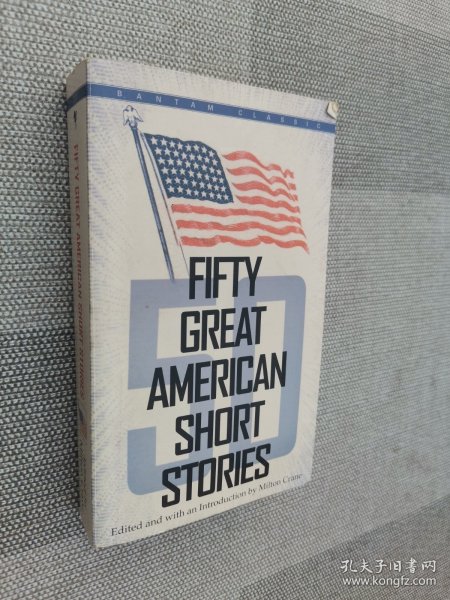 BANTAM CLASSIC
FIFTY
GREAT
AMERICAN
SHORT
STORIES
50
Edited and with an Introduction by Milton Crane
FIFTY GREAT AMERICAN SHORT STORIES
孔夫子旧书网
www.kongfz.com